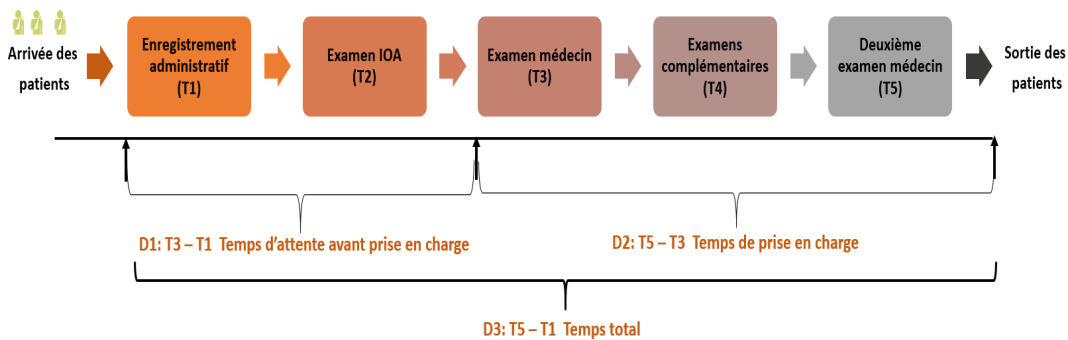 Arrivée des
patients
Enregistrement
administratif
(T1)
Examen IOA
(T2)
Examen médecin
(T3)
Examens
complémentaires
(T4)
Deuxième
examen médecin
(T5)
Sortie des
patients
D1: T3 – T1 Temps d'attente avant prise en charge
D2: T5 – T3 Temps de prise en charge
D3: T5 – T1 Temps total